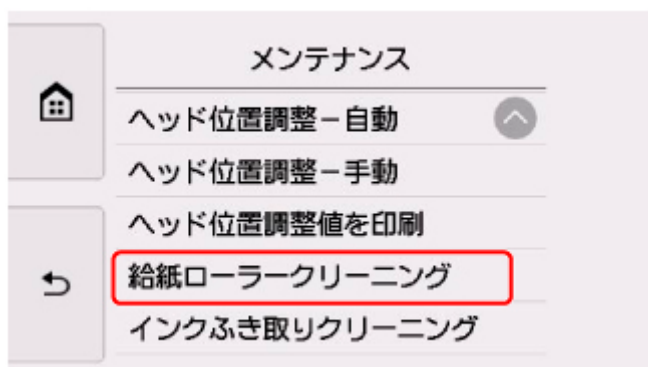 メンテナンス
ヘッド位置調整－自動
ヘッド位置調整－手動
ヘッド位置調整値を印刷
給紙ローラークリーニング
インクふき取りクリーニング